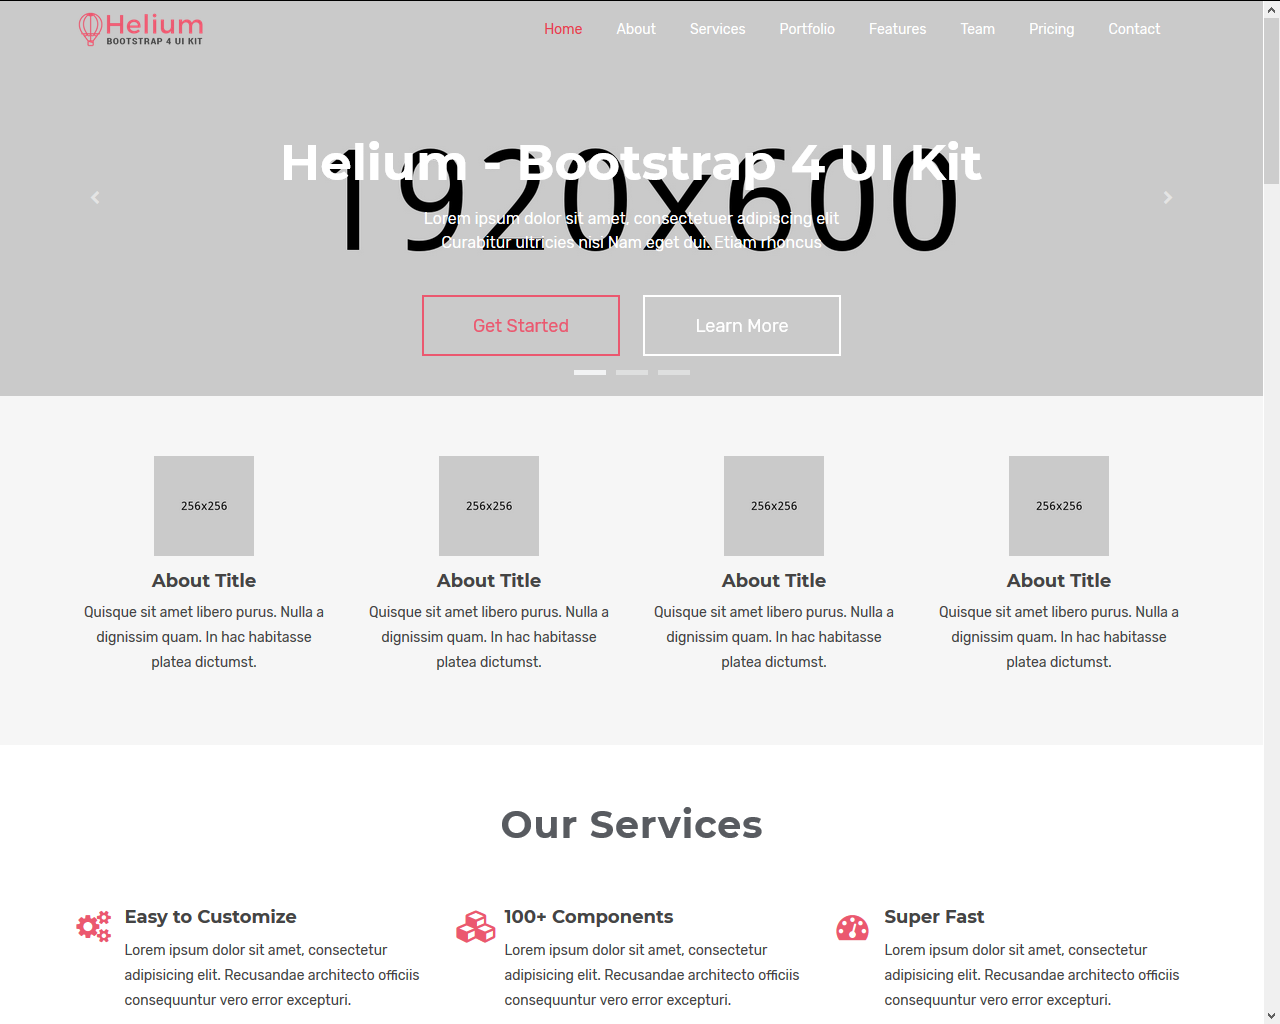 Helium
BOOTSTRAP 4 UI KIT
Home About Services Portfolio Features Team Pricing Contact
1920x600
Helium - Bootstrap 4 UI Kit
Lorem ipsum dolor sit amet, consectetuer adipiscing elit
Curabitur ultricies nisi Nam eget dui. Etiam rhoncus
Get Started Learn More
256x256 256x256 256x256 256x256
About Title About Title About Title About Title
Quisque sit amet libero purus. Nulla a Quisque sit amet libero purus. Nulla a Quisque sit amet libero purus. Nulla a Quisque sit amet libero purus. Nulla a
dignissim quam. In hac habitasse dignissim quam. In hac habitasse dignissim quam. In hac habitasse dignissim quam. In hac habitasse
platea dictumst. platea dictumst. platea dictumst. platea dictumst.
Our Services
Easy to Customize
Lorem ipsum dolor sit amet, consectetur
adipisicing elit. Recusandae architecto officiis
consequuntur vero error excepturi.
100+ Components
Lorem ipsum dolor sit amet, consectetur
adipisicing elit. Recusandae architecto officiis
consequuntur vero error excepturi.
Super Fast
Lorem ipsum dolor sit amet, consectetur
adipisicing elit. Recusandae architecto officiis
consequuntur vero error excepturi.